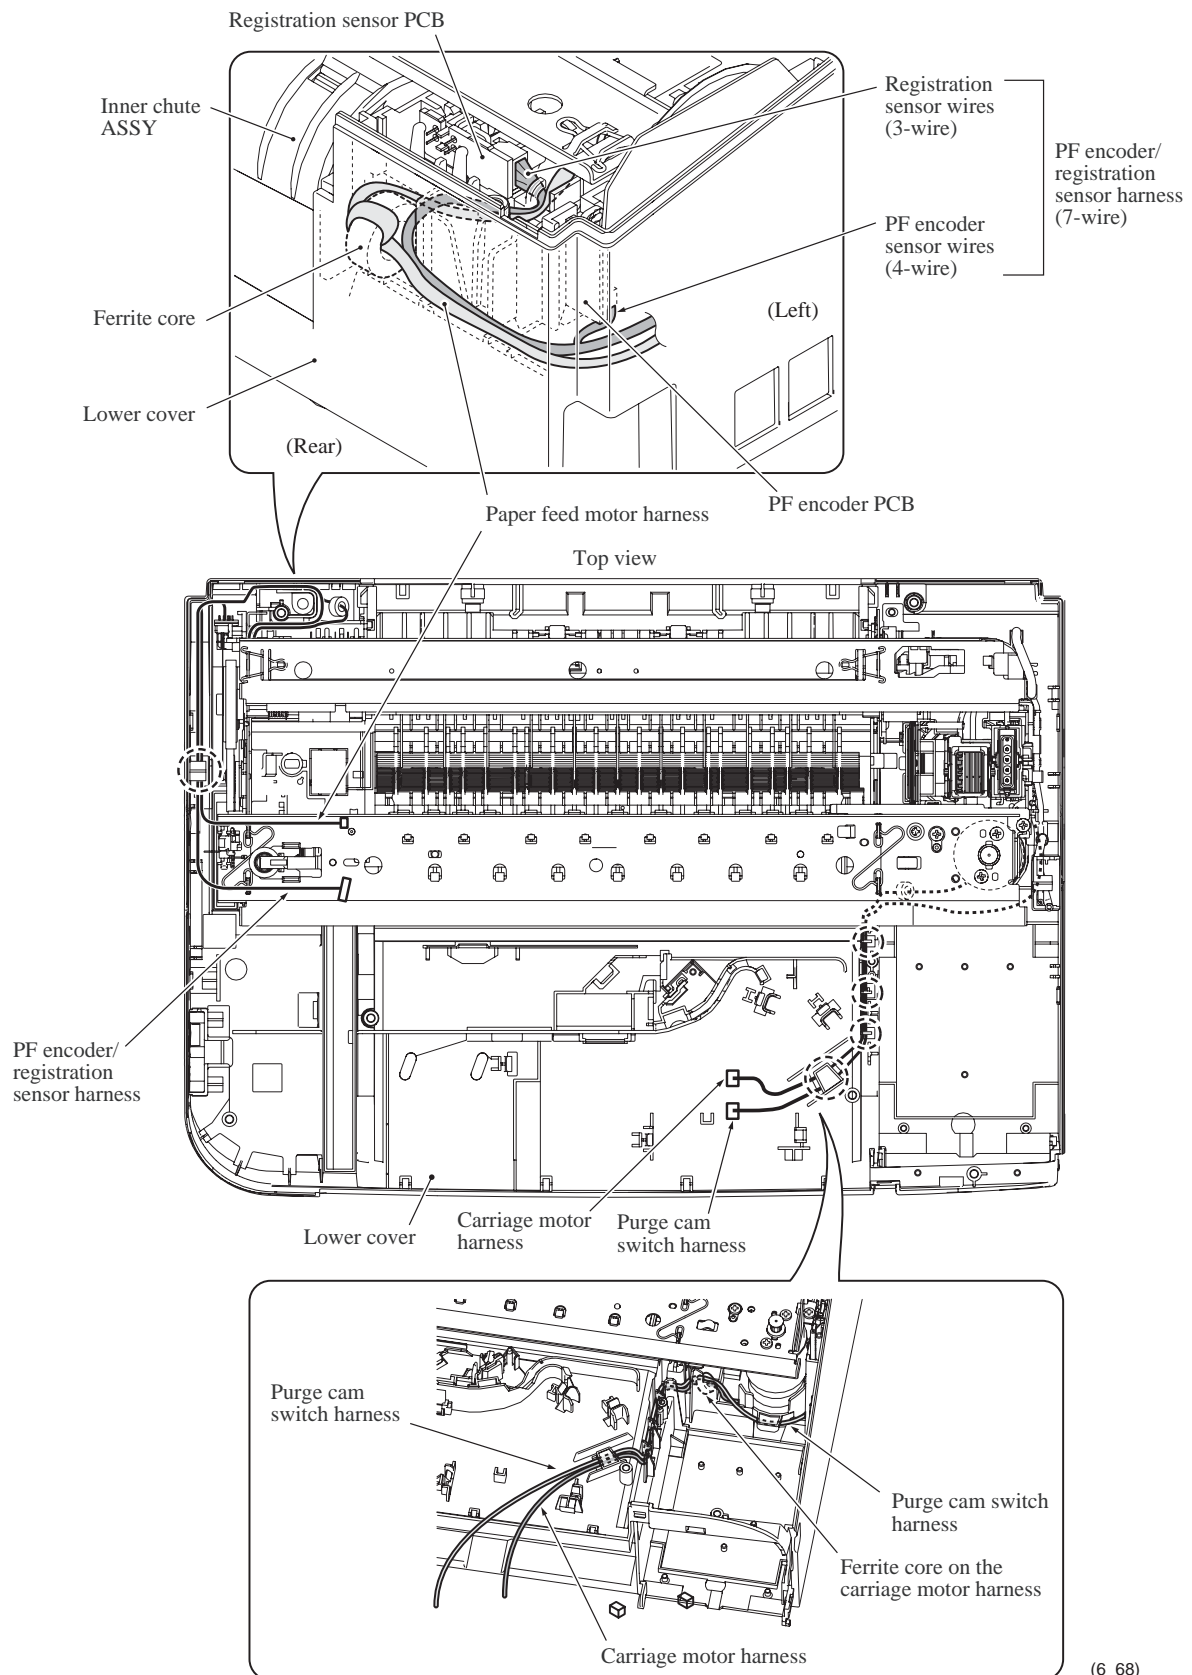 Registration sensor PCB
Inner chute
ASSY
Registration
sensor wires
(3-wire)
PF encoder/
registration
sensor harness
(7-wire)
PF encoder
sensor wires
(4-wire)
(Left)
Ferrite core
Lower cover
(Rear)
PF encoder PCB
Paper feed motor harness
Top view
PF encoder/
registration
sensor harness
Lower cover
Carriage motor
harness
Purge cam
switch harness
Purge cam
switch harness
Purge cam switch
harness
Ferrite core on the
carriage motor harness
Carriage motor harness
(6_68)